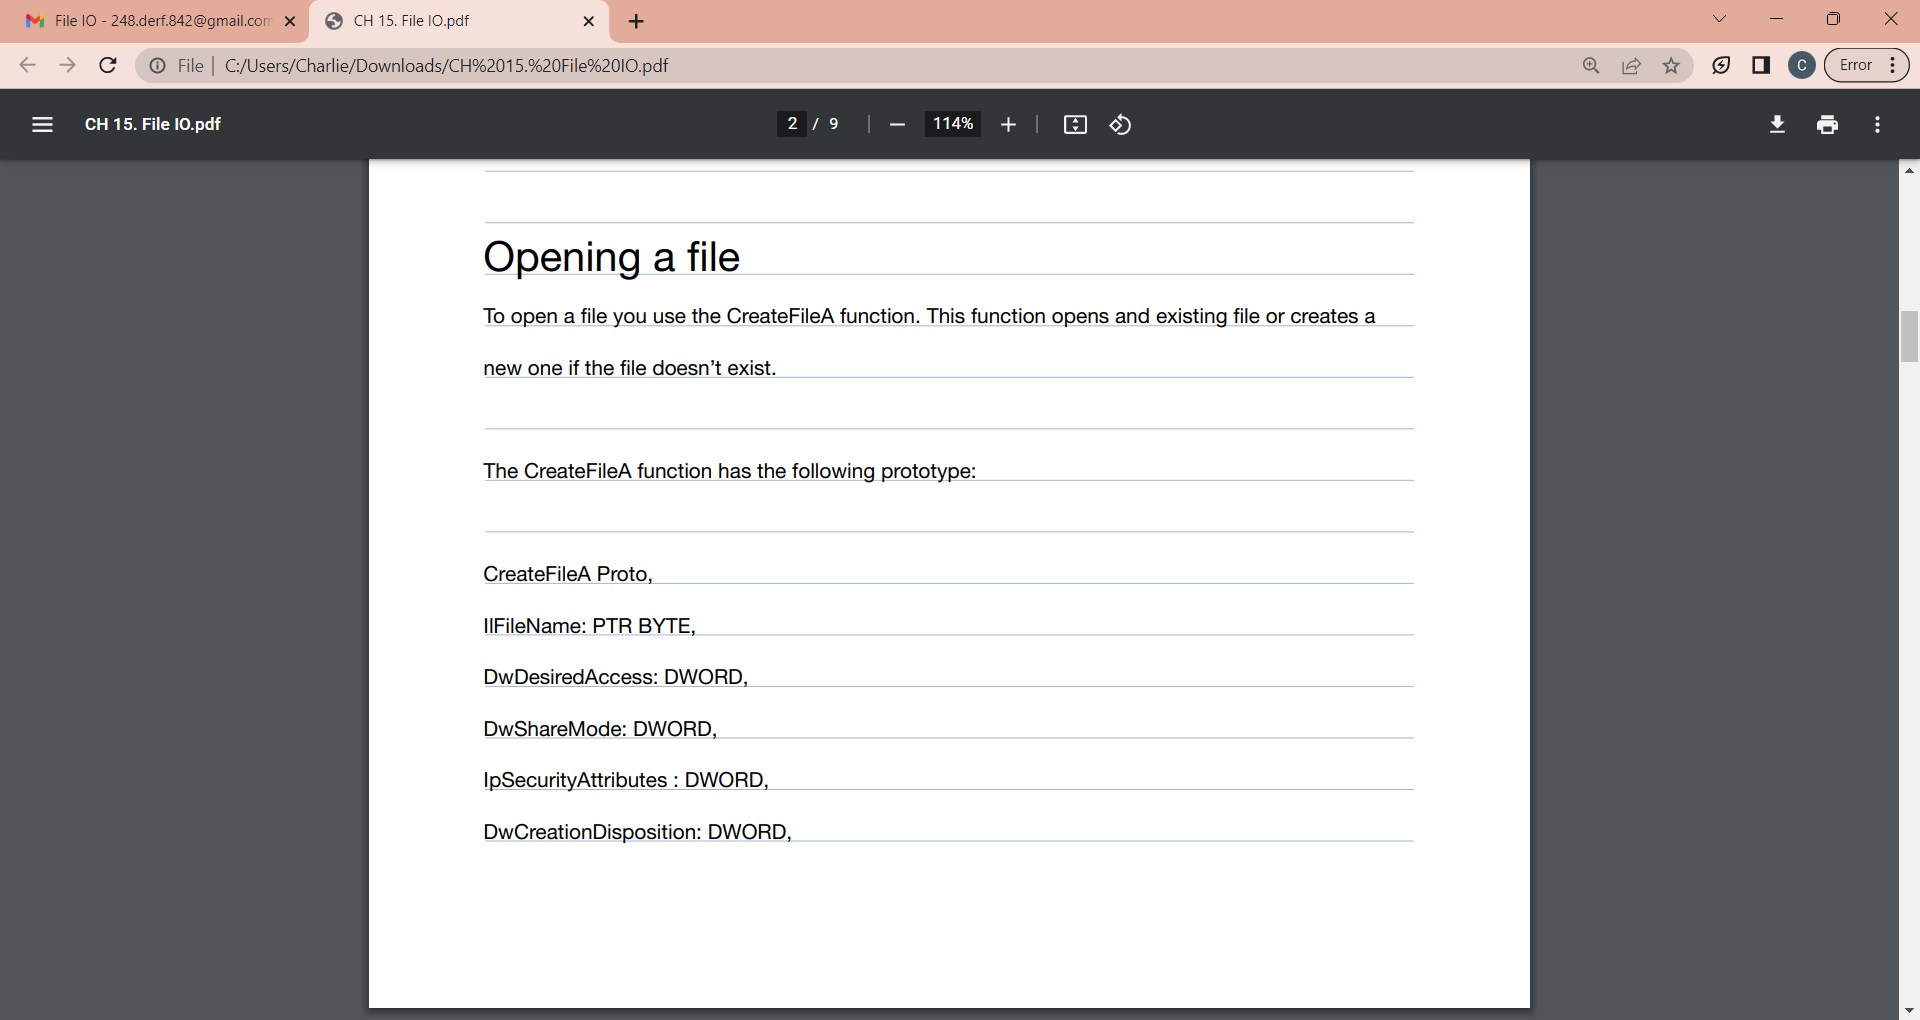 File IO - 248.derf.842@gmail.com
CH 15. File IO.pdf
File | C:/Users/Charlie/Downloads/CH%2015.%20File%20IO.pdf
C
Error
CH 15. File IO.pdf
2 / 9
114%
Opening a file
To open a file you use the CreateFileA function. This function opens and existing file or creates a
new one if the file doesn’t exist.
The CreateFileA function has the following prototype:
CreateFileA Proto,
IlFileName: PTR BYTE,
DwDesiredAccess: DWORD,
DwShareMode: DWORD,
IpSecurityAttributes : DWORD,
DwCreationDisposition: DWORD,